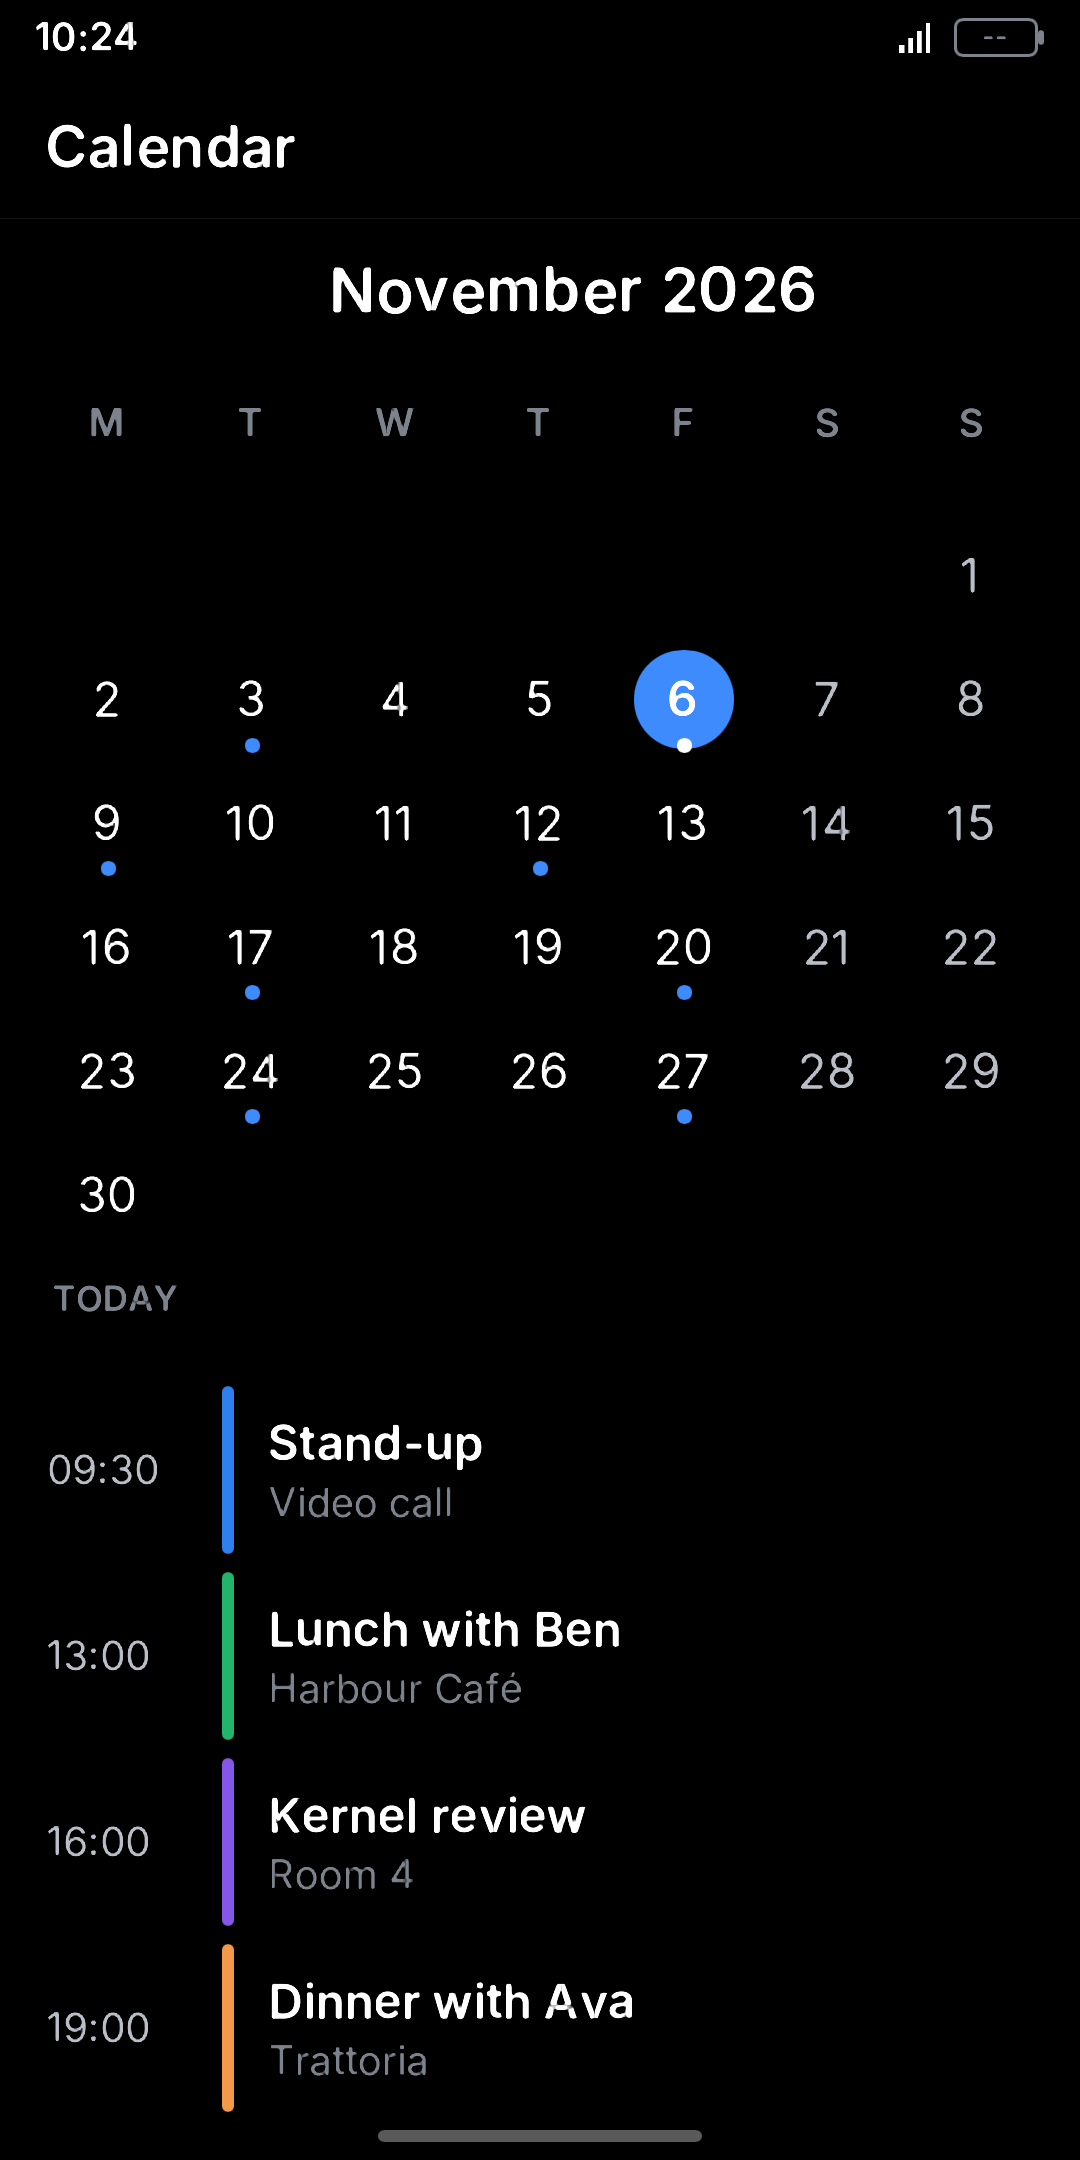 10:24
--
Calendar
November 2026
M T W T F S S
1
2 3 4 5 6 7 8
9 10 11 12 13 14 15
16 17 18 19 20 21 22
23 24 25 26 27 28 29
30
TODAY
09:30
Stand-up
Video call
13:00
Lunch with Ben
Harbour Café
16:00
Kernel review
Room 4
19:00
Dinner with Ava
Trattoria